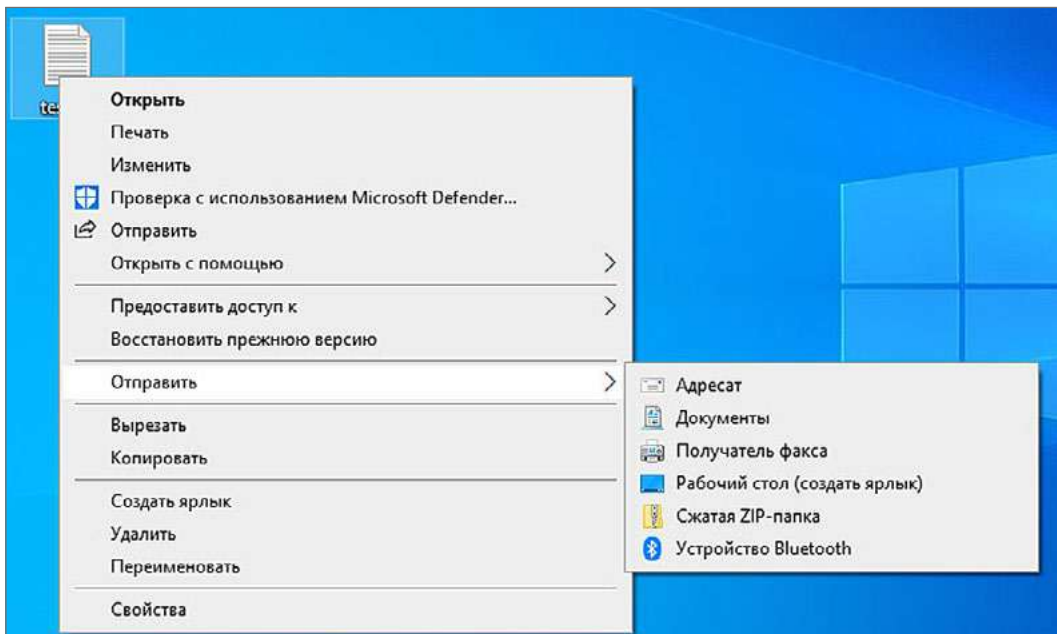 Открыть
Печать
Изменить
Проверка с использованием Microsoft Defender...
Отправить
Открыть с помощью
Предоставить доступ к
Восстановить прежнюю версию
Отправить
Адресат
Документы
Получатель факса
Рабочий стол (создать ярлык)
Сжатая ZIP-папка
Устройство Bluetooth
Вырезать
Копировать
Создать ярлык
Удалить
Переименовать
Свойства